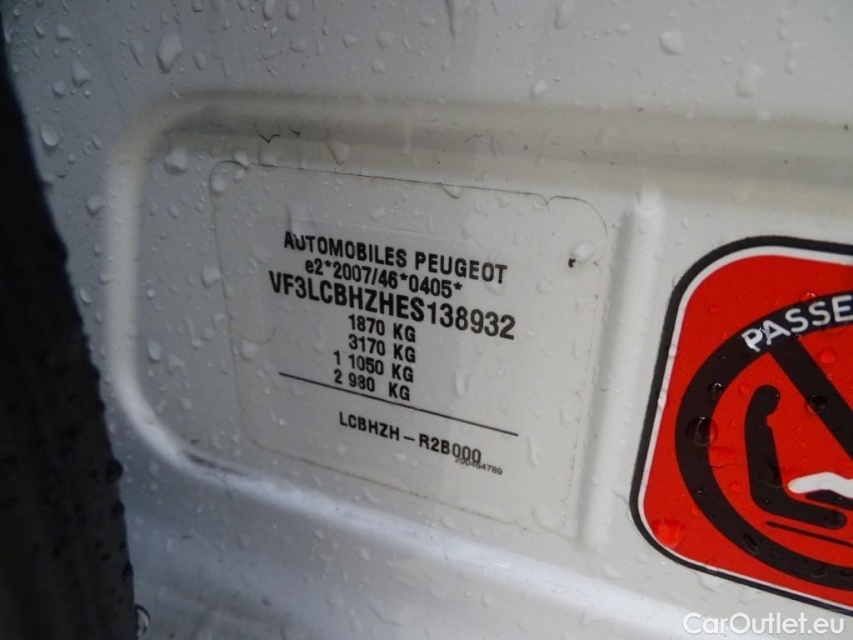 AUTOMOBILES PEUGEOT
e2*2007/46*0405*
VF3LCBHZHES138932
1870 KG
3170 KG
1 1050 KG
2 980 KG
LCBHZH - R2B000
200454789
PASSE
CarOutlet.eu